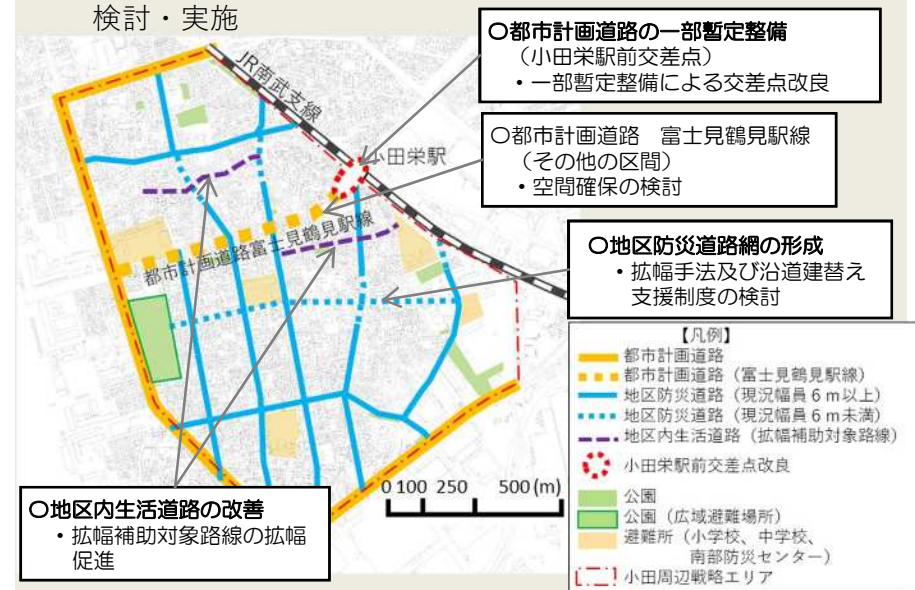 検討・実施
〇都市計画道路の一部暫定整備
（小田栄駅前交差点）
・一部暫定整備による交差点改良
JR南武支線
〇都市計画道路　富士見鶴見駅線
（その他の区間）
・空間確保の検討
小田栄駅
都市計画道路富士見鶴見駅線
〇地区防災道路網の形成
・拡幅手法及び沿道建替え
支援制度の検討
【凡例】
都市計画道路
都市計画道路（富士見鶴見駅線）
地区防災道路（現況幅員６ｍ以上）
地区防災道路（現況幅員６ｍ未満）
地区内生活道路（拡幅補助対象路線）
小田栄駅前交差点改良
公園
公園（広域避難場所）
避難所（小学校、中学校、
南部防災センター）
小田周辺戦略エリア
0 100 250 500 (m)
〇地区内生活道路の改善
・拡幅補助対象路線の拡幅
促進